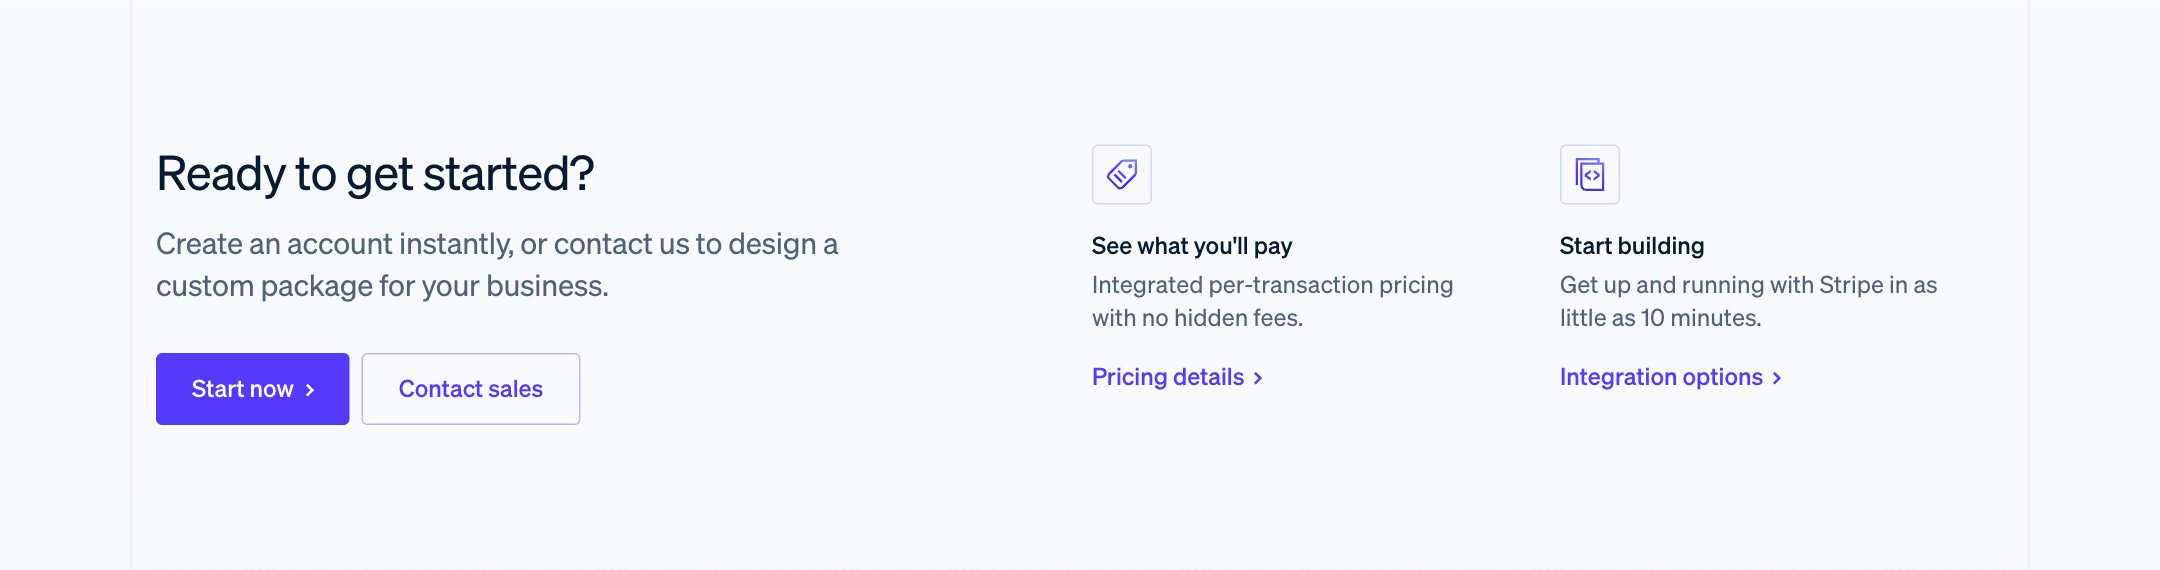 Ready to get started?
Create an account instantly, or contact us to design a
custom package for your business.
Start now
Contact sales
See what you'll pay
Integrated per-transaction pricing
with no hidden fees.
Pricing details
Start building
Get up and running with Stripe in as
little as 10 minutes.
Integration options